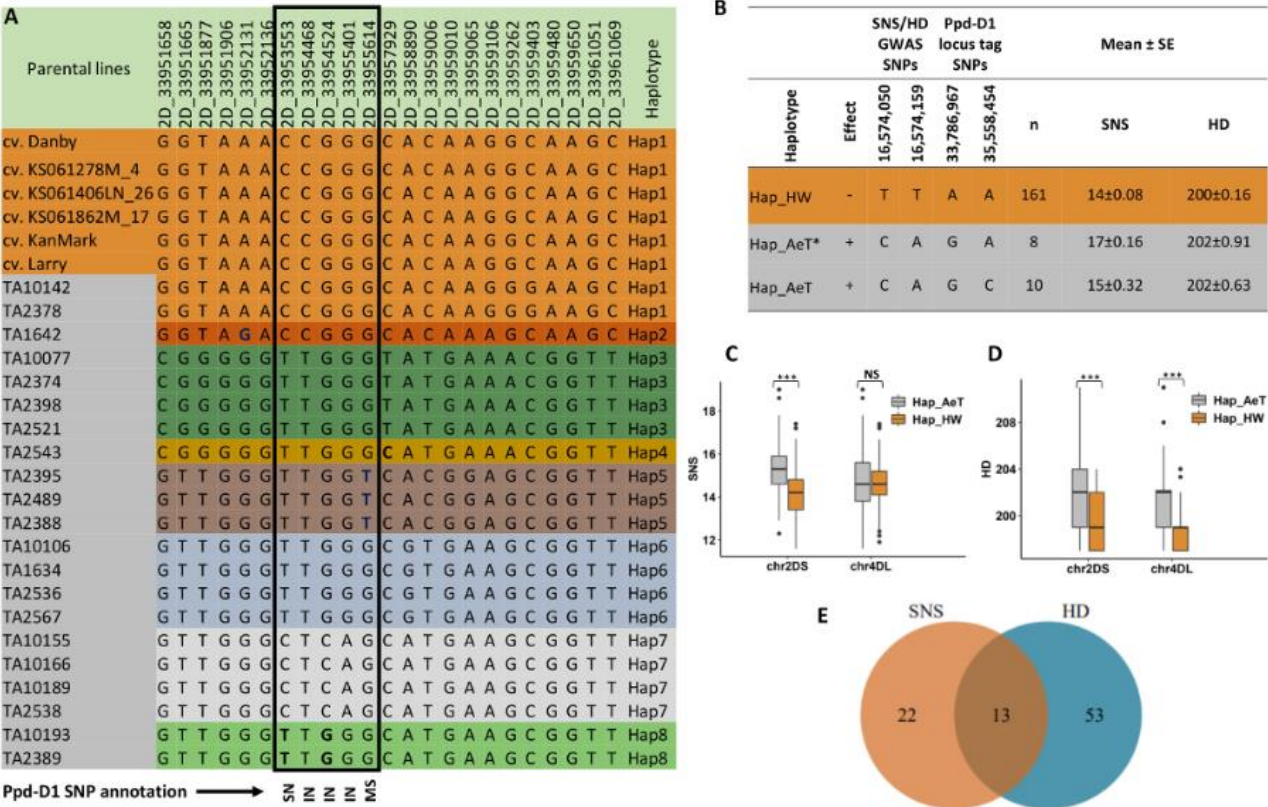 A
Parental lines
2D_33951658
2D_33951665
2D_33951877
2D_33951906
2D_33952131
2D_33952136
2D_33953553
2D_33954468
2D_33954524
2D_33955401
2D_33955614
2D_33957929
2D_33958890
2D_33959006
2D_33959010
2D_33959065
2D_33959106
2D_33959262
2D_33959403
2D_33959480
2D_33959650
2D_33961051
2D_33961069
Haplotype
cv. Danby G G T A A A C C G G G C A C A A G G C A A G C Hap1
cv. KS061278M_4 G G T A A A C C G G G C A C A A G G C A A G C Hap1
cv. KS061406LN_26 G G T A A A C C G G G C A C A A G G C A A G C Hap1
cv. KS061862M_17 G G T A A A C C G G G C A C A A G G C A A G C Hap1
cv. KanMark G G T A A A C C G G G C A C A A G G C A A G C Hap1
cv. Larry G G T A A A C C G G G C A C A A G G C A A G C Hap1
TA10142 G G T A A A C C G G G C A C A A G G C A A G C Hap1
TA2378 G G T A A A C C G G G C A C A A G G C A A G C Hap1
TA1642 G G T A G A C C G G G C A C A A A G C A A G C Hap2
TA10077 C G G G G G T T G G G T A T G A A A C G G T T Hap3
TA2374 C G G G G G T T G G G T A T G A A A C G G T T Hap3
TA2398 C G G G G G T T G G G T A T G A A A C G G T T Hap3
TA2521 C G G G G G T T G G G T A T G A A A C G G T T Hap3
TA2543 C G G G G G T T G G G C A T G A A A C G G T T Hap4
TA2395 G T T G G G T T G G T C A C G G A G C G G T T Hap5
TA2489 G T T G G G T T G G T C A C G G A G C G G T T Hap5
TA2388 G T T G G G T T G G T C A C G G A G C G G T T Hap5
TA10106 G T T G G G T T G G G C G T G A A G C G G T T Hap6
TA1634 G T T G G G T T G G G C G T G A A G C G G T T Hap6
TA2536 G T T G G G T T G G G C G T G A A G C G G T T Hap6
TA2567 G T T G G G T T G G G C G T G A A G C G G T T Hap6
TA10155 G T T G G G C T C A G C A T G A A G C G G T T Hap7
TA10166 G T T G G G C T C A G C A T G A A G C G G T T Hap7
TA10189 G T T G G G C T C A G C A T G A A G C G G T T Hap7
TA2538 G T T G G G C T C A G C A T G A A G C G G T T Hap7
TA10193 G T T G G G T T G G G C A T G A A G C G G T T Hap8
TA2389 G T T G G G T T G G G C A T G A A G C G G T T Hap8
Ppd-D1 SNP annotation
SN
IN
IN
IN
MS
B
SNS/HD GWAS SNPs
Ppd-D1 locus tag SNPs
Mean ± SE
Haplotype
Effect
16,574,050
16,574,159
33,786,967
35,558,454
n SNS HD
Hap_HW - T T A A 161 14±0.08 200±0.16
Hap_AeT* + C A G A 8 17±0.16 202±0.91
Hap_AeT + C A G C 10 15±0.32 202±0.63
C
*** NS
Hap_AeT
Hap_HW
SNS
18
16
14
12
chr2DS chr4DL
D
*** ***
Hap_AeT
Hap_HW
HD
208
204
200
chr2DS chr4DL
E
SNS HD
22 13 53